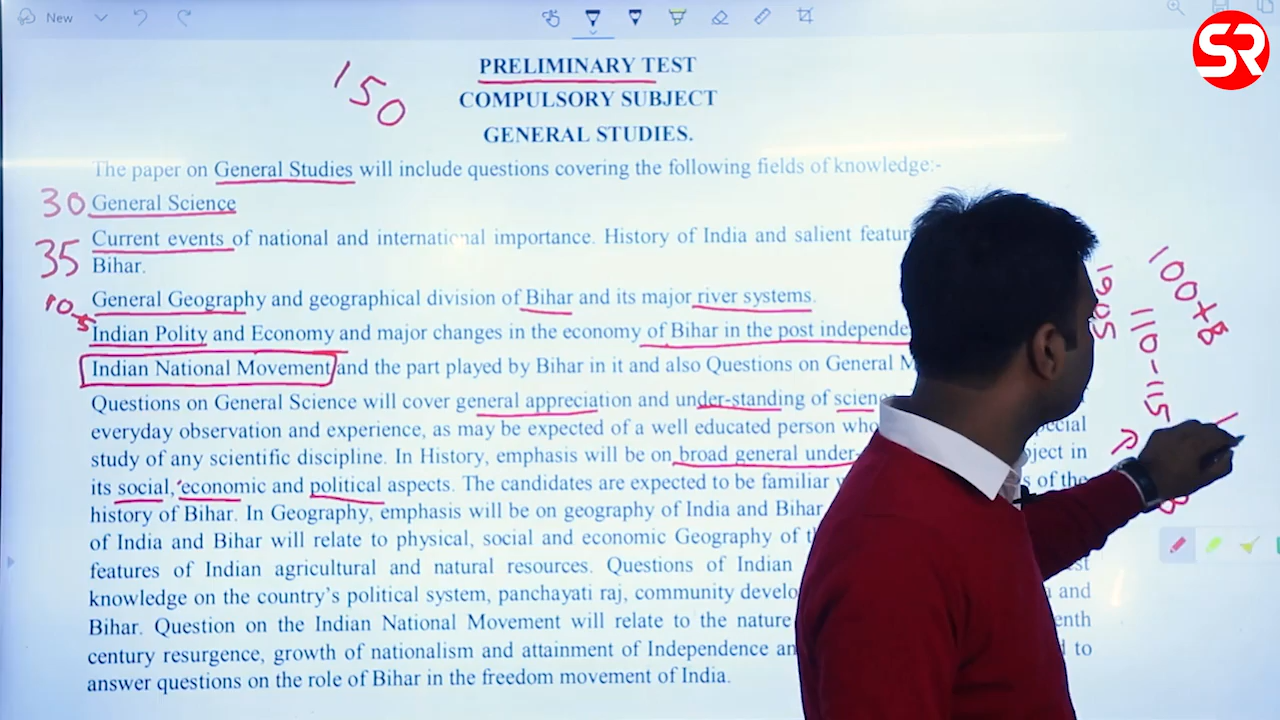 New
SR
PRELIMINARY TEST
150
COMPULSORY SUBJECT
GENERAL STUDIES.
The paper on General Studies will include questions covering the following fields of knowledge:-
30 General Science
35 Current events of national and international importance. History of India and salient
Bihar.
General Geography and geographical division of Bihar and its major river systems.
10
Indian Polity and Economy and major changes in the economy of Bihar in the post
Indian National Movement and the part played by Bihar in it and also Questions on General
Questions on General Science will cover general appreciation and under-standing of
everyday observation and experience, as may be expected of a well educated person who
study of any scientific discipline. In History, emphasis will be on broad general in
its social, economic and political aspects. The candidates are expected to be familiar of the
history of Bihar. In Geography, emphasis will be on geography of India and Bihar
of India and Bihar will relate to physical, social and economic Geography of
features of Indian agricultural and natural resources. Questions of Indian
knowledge on the country's political system, panchayati raj, community and
Bihar. Question on the Indian National Movement will relate to the nature
century resurgence, growth of nationalism and attainment of Independence to
answer questions on the role of Bihar in the freedom movement of India.
100+8
1905
110-115